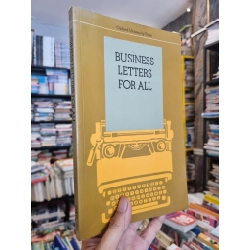 Oxford University Press
BUSINESS
LETTERS
FOR ALL